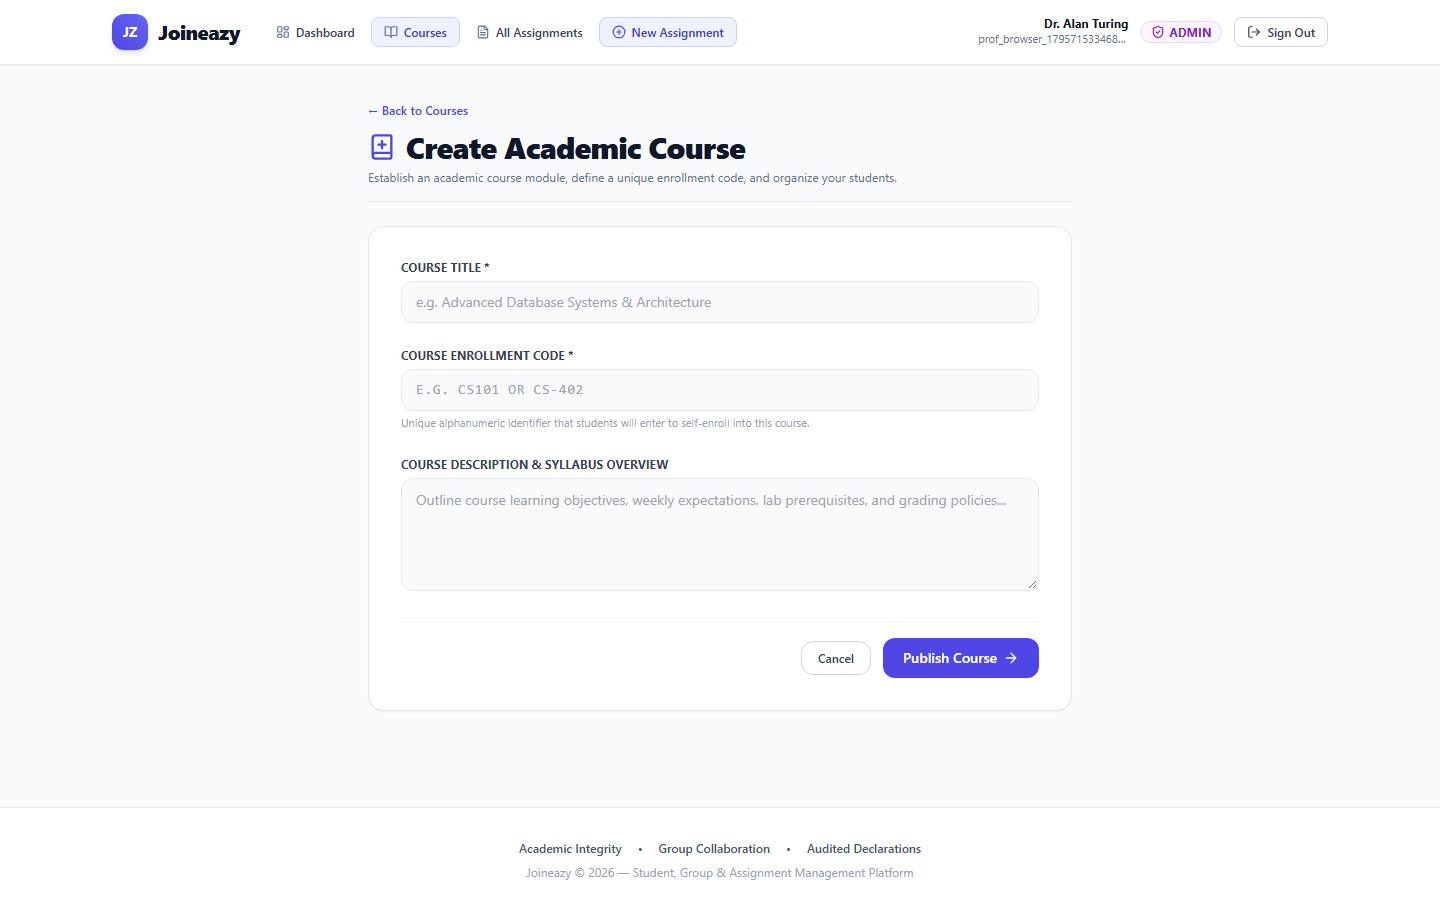 JZ Joineazy Dashboard Courses All Assignments New Assignment Dr. Alan Turing ADMIN Sign Out
prof_browser_179571533468...
← Back to Courses
Create Academic Course
Establish an academic course module, define a unique enrollment code, and organize your students.
COURSE TITLE *
e.g. Advanced Database Systems & Architecture
COURSE ENROLLMENT CODE *
E.G. CS101 OR CS-402
Unique alphanumeric identifier that students will enter to self-enroll into this course.
COURSE DESCRIPTION & SYLLABUS OVERVIEW
Outline course learning objectives, weekly expectations, lab prerequisites, and grading policies...
Cancel Publish Course →
Academic Integrity • Group Collaboration • Audited Declarations
Joineazy © 2026 — Student, Group & Assignment Management Platform